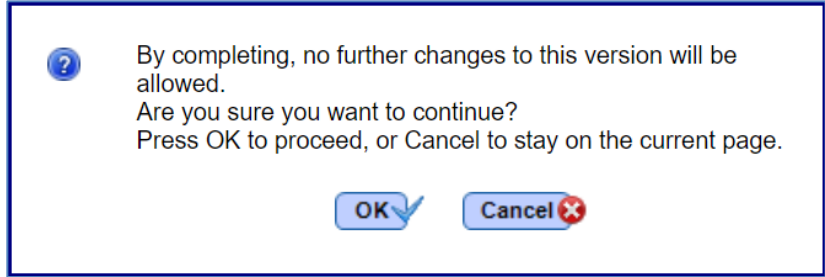 By completing, no further changes to this version will be
allowed.
Are you sure you want to continue?
Press OK to proceed, or Cancel to stay on the current page.
OK
Cancel